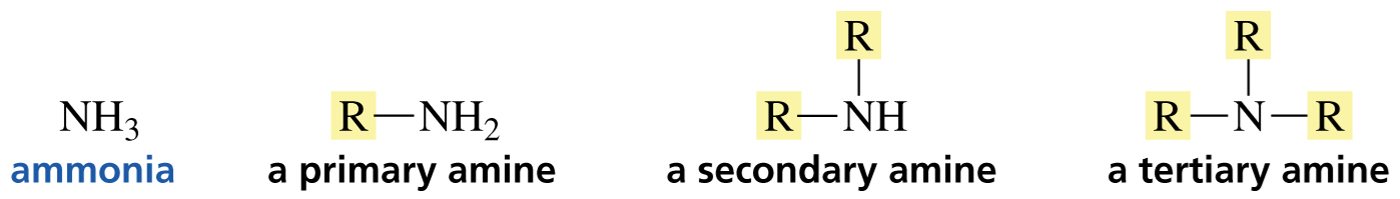 R R
NH₃ R—NH₂ R—NH R—N—R
ammonia a primary amine a secondary amine a tertiary amine